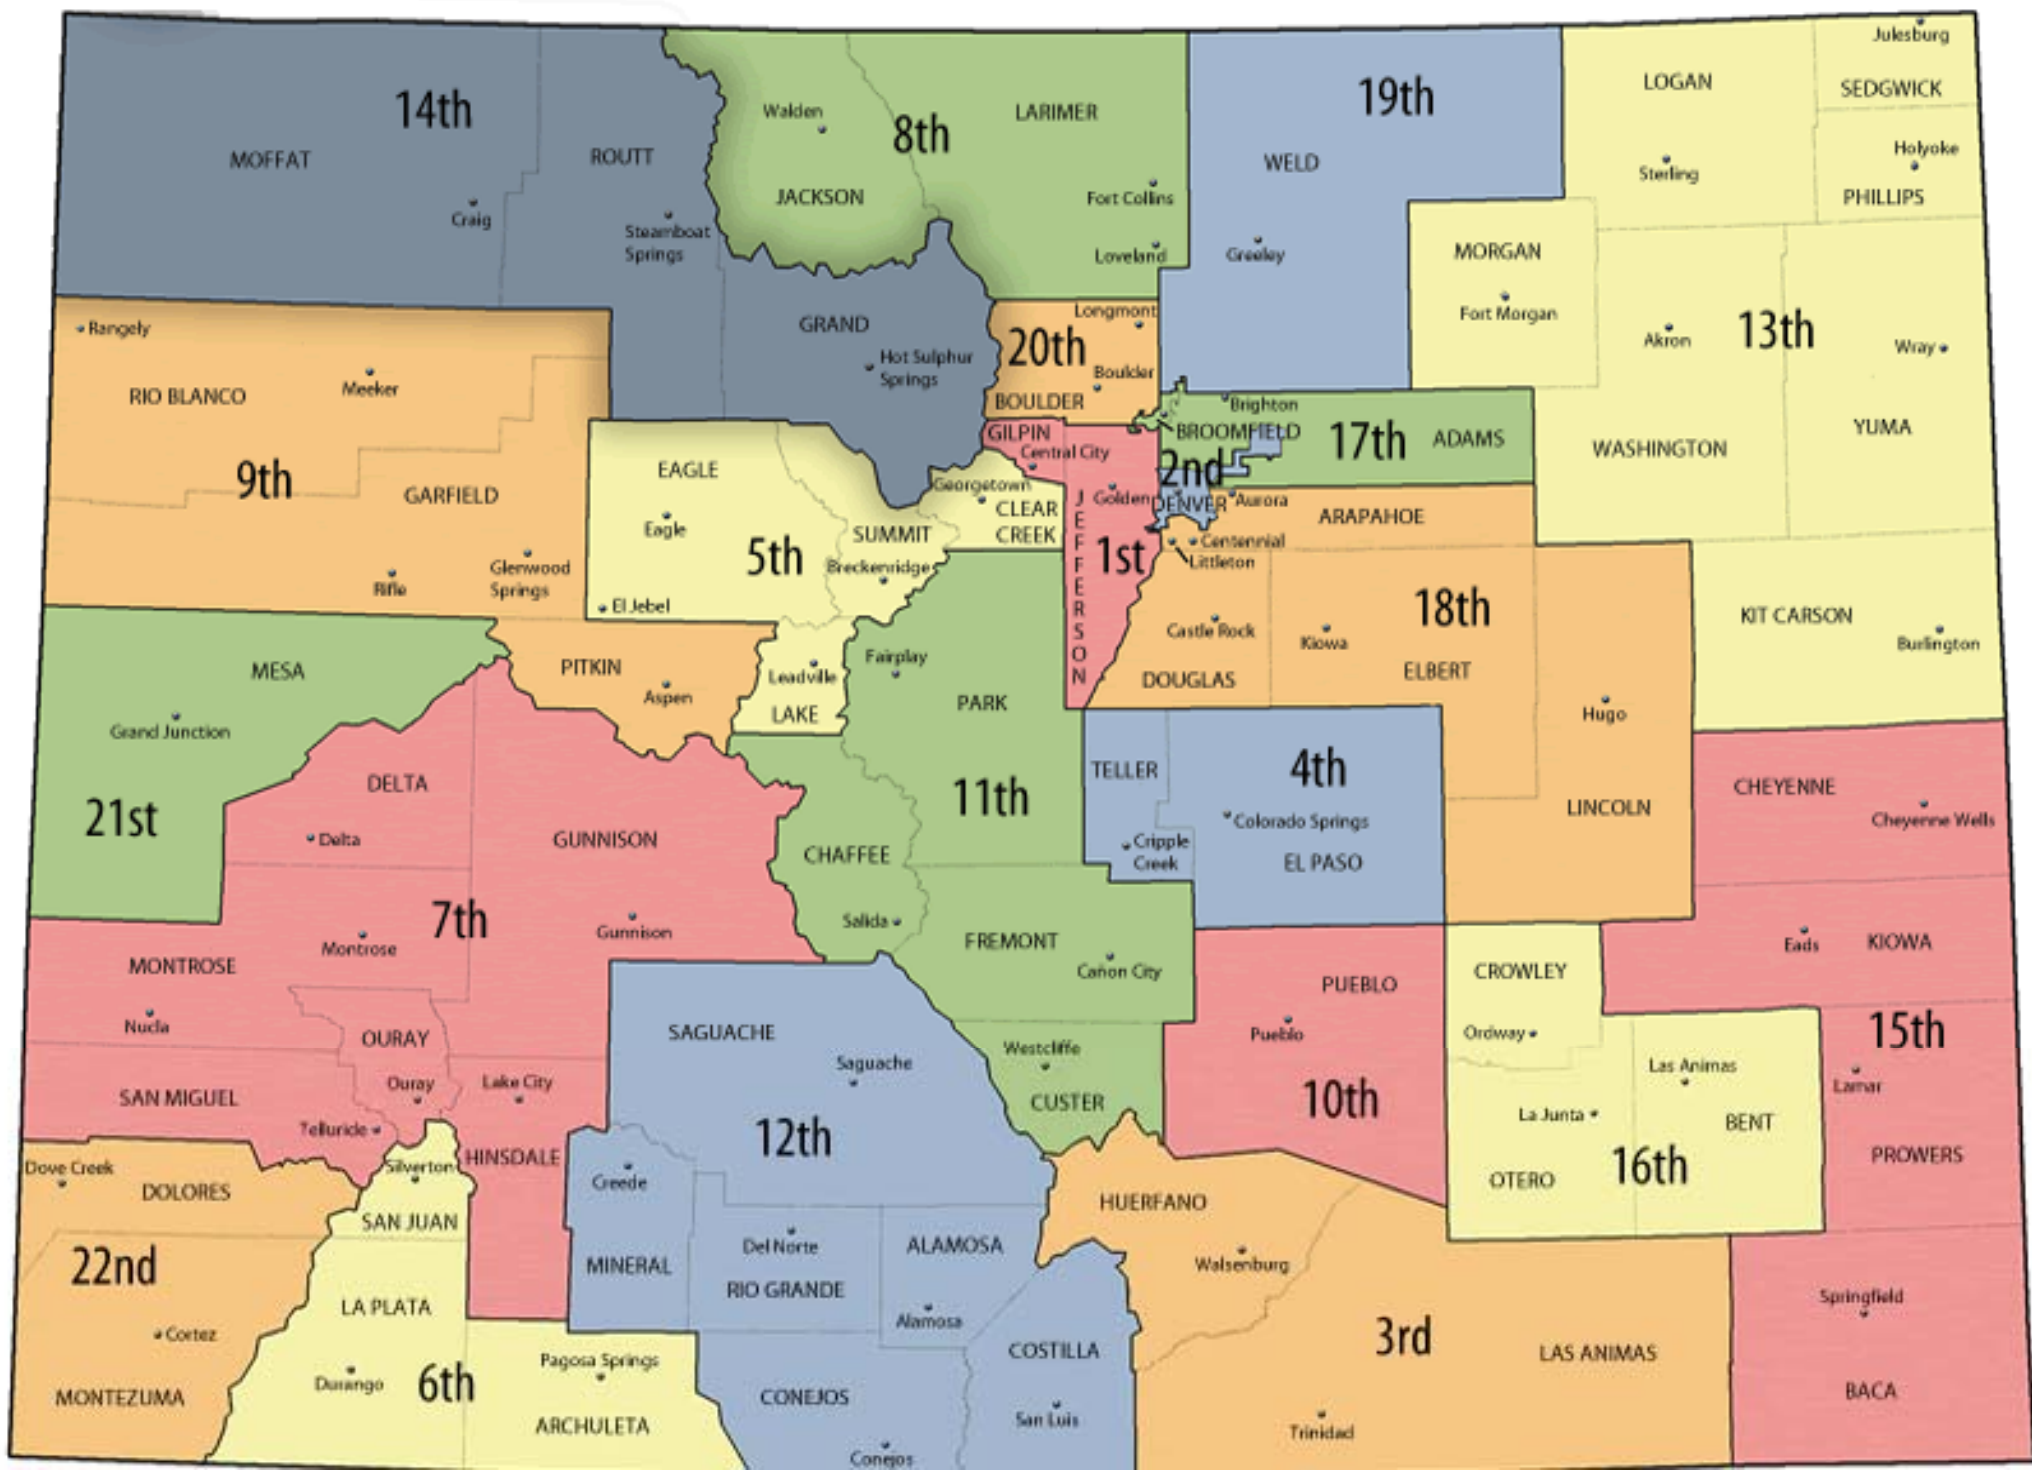 Julesburg
LOGAN
SEDGWICK
19th
14th
LARIMER
Walden
8th
WELD
MOFFAT
ROUTT
Holyoke
Sterling
PHILLIPS
JACKSON
Fort Collins
Craig
Steamboat
Springs
MORGAN
Loveland
Greeley
Fort Morgan
Longmont
GRAND
Rangely
13th
20th
Akron
Wray
Hot Sulphur
Springs
Boulder
Meeker
RIO BLANCO
BOULDER
Brighton
GILPIN
BROOMFIELD
17th
ADAMS
YUMA
Central City
WASHINGTON
2nd
EAGLE
9th
GARFIELD
Georgetown
Golden
DENVER
Aurora
CLEAR
CREEK
ARAPAHOE
Eagle
SUMMIT
5th
1st
JEFFERSON
Centennial
Littleton
Breckenridge
Glenwood
Springs
Rifle
El Jebel
18th
KIT CARSON
Castle Rock
Kiowa
Burlington
MESA
PITKIN
Fairplay
ELBERT
Leadville
DOUGLAS
Aspen
PARK
LAKE
Hugo
Grand Junction
TELLER
4th
DELTA
CHEYENNE
11th
LINCOLN
21st
Colorado Springs
Cheyenne Wells
Delta
GUNNISON
Cripple
Creek
CHAFFEE
EL PASO
7th
Salida
Gunnison
Montrose
FREMONT
Eads
KIOWA
MONTROSE
Cañon City
CROWLEY
PUEBLO
Nucla
SAGUACHE
Pueblo
Ordway
15th
OURAY
Westcliffe
Saguache
Las Animas
Ouray
Lake City
Lamar
SAN MIGUEL
CUSTER
10th
La Junta
BENT
Telluride
12th
HINSDALE
PROWERS
Dove Creek
Silverton
16th
DOLORES
Creede
OTERO
HUERFANO
SAN JUAN
Del Norte
ALAMOSA
22nd
MINERAL
Walsenburg
RIO GRANDE
Springfield
LA PLATA
Alamosa
Cortez
3rd
COSTILLA
LAS ANIMAS
Pagosa Springs
Durango
6th
MONTEZUMA
CONEJOS
BACA
ARCHULETA
San Luis
Trinidad
Conejos